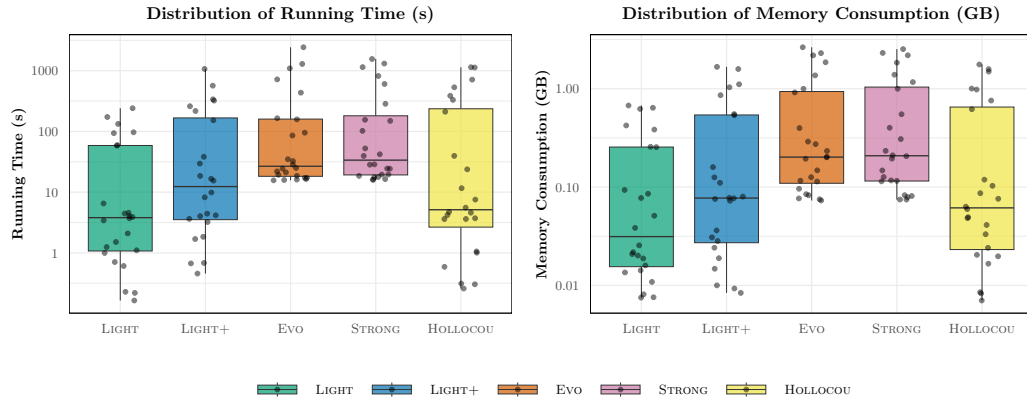 Distribution of Running Time (s)
Running Time (s)
1000
100
10
1
LIGHT LIGHT+ EVO STRONG HOLLOCOU
Distribution of Memory Consumption (GB)
Memory Consumption (GB)
1.00
0.10
0.01
LIGHT LIGHT+ EVO STRONG HOLLOCOU
LIGHT LIGHT+ EVO STRONG HOLLOCOU